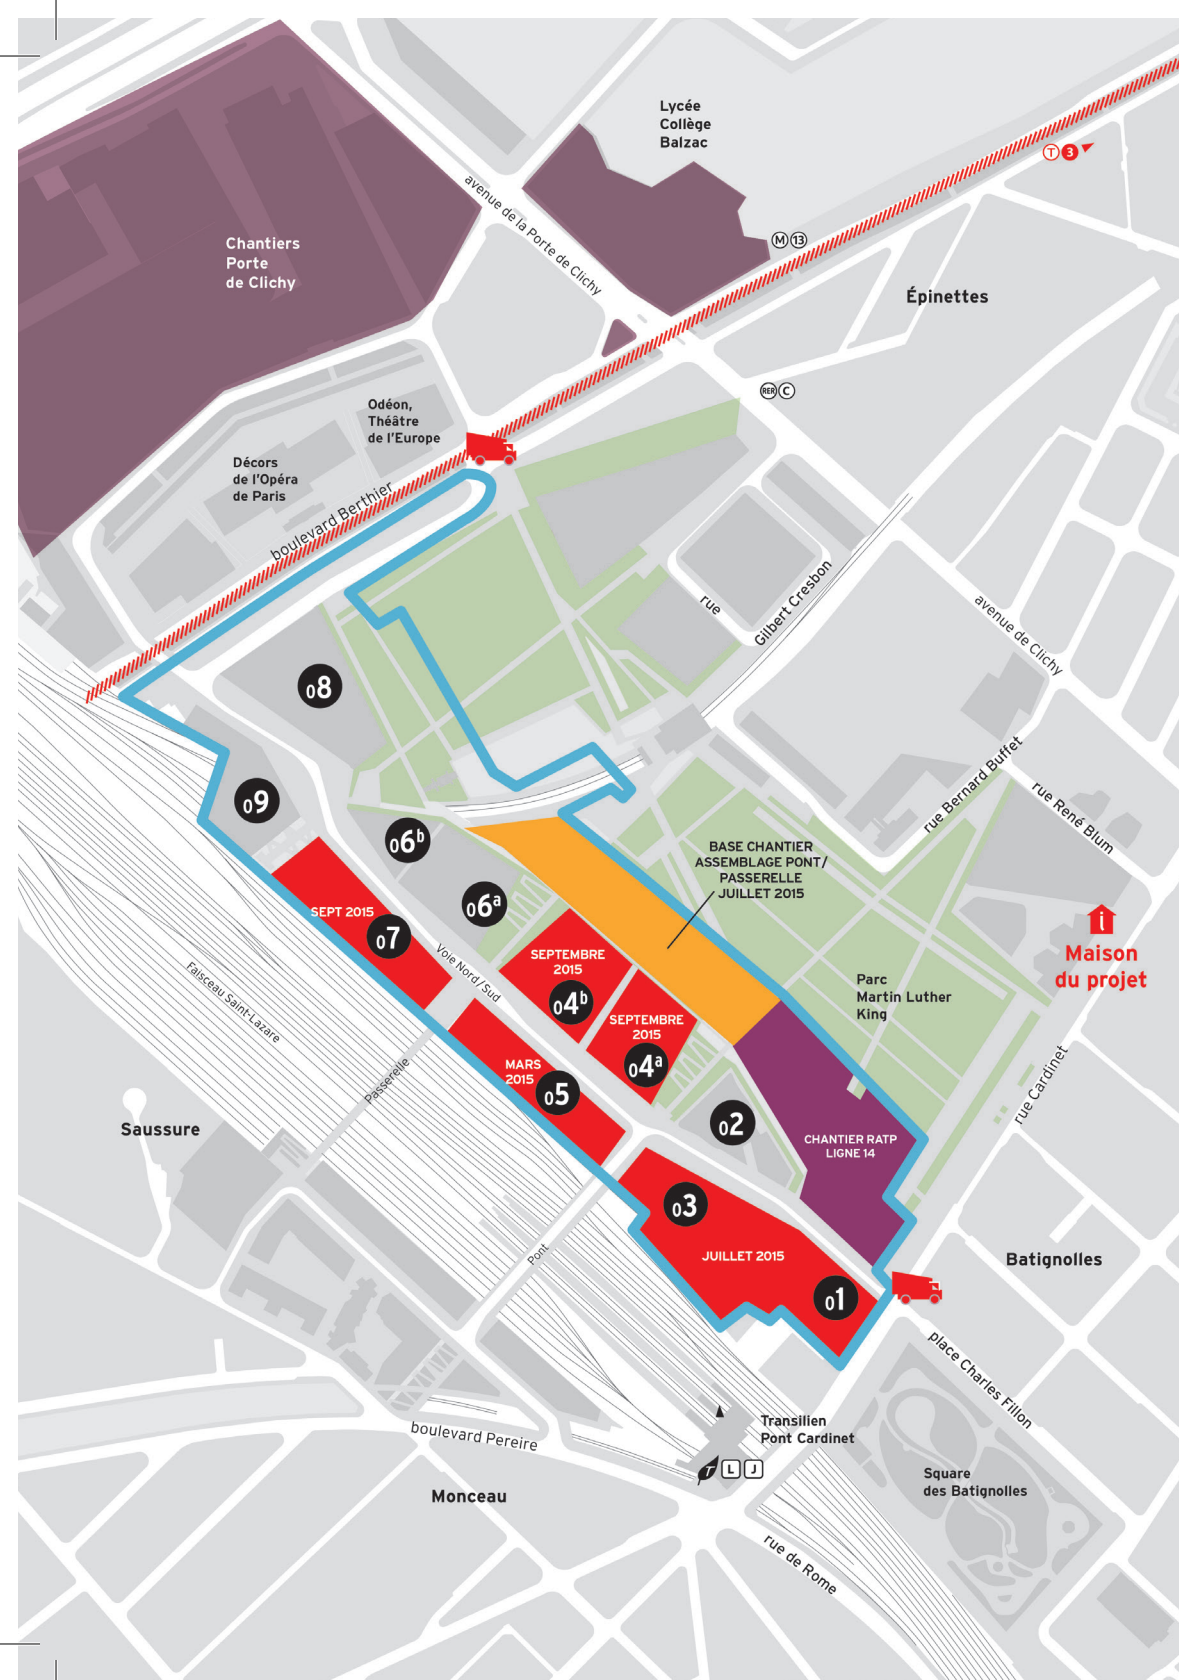 Lycée
Collège
Balzac
T 3
avenue de la Porte de Clichy
M 13
Chantiers
Porte
de Clichy
Épinettes
RER C
Odéon,
Théâtre
de l'Europe
Décors
de l'Opéra
de Paris
boulevard Berthier
rue
Gilbert Cresbon
avenue de Clichy
08
rue Bernard Buffet
rue René Blum
09
06b
BASE CHANTIER
ASSEMBLAGE PONT/
PASSERELLE
JUILLET 2015
06a
SEPT 2015
07
i
Maison
du projet
Voie Nord/Sud
SEPTEMBRE
2015
04b
Faisceau Saint-Lazare
Parc
Martin Luther
King
SEPTEMBRE
2015
04a
MARS
2015
05
Passerelle
rue Cardinet
Saussure
02
CHANTIER RATP
LIGNE 14
03
JUILLET 2015
Pont
Batignolles
01
place Charles Fillon
Transilien
Pont Cardinet
boulevard Pereire
T L J
Square
des Batignolles
Monceau
rue de Rome